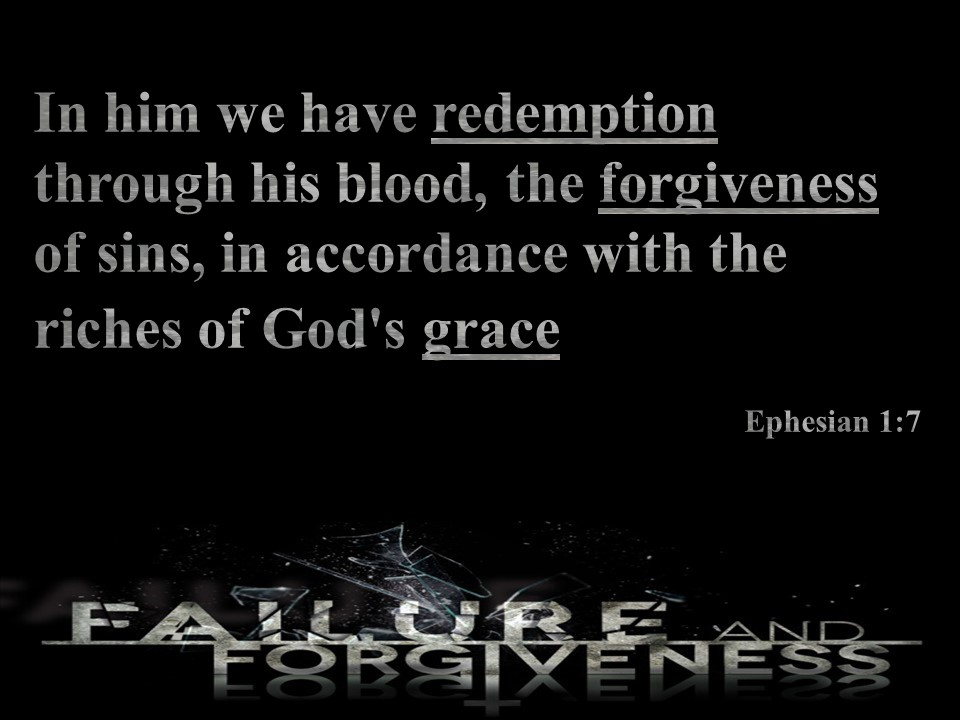 In him we have redemption
through his blood, the forgiveness
of sins, in accordance with the
riches of God's grace
Ephesian 1:7
FAILURE AND
FORGIVENESS